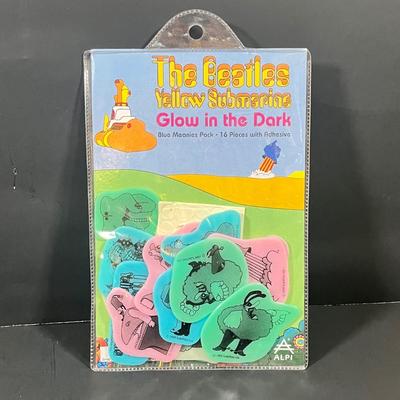 The Beatles
Yellow Submarine
Glow in the Dark
Blue Meanies Pack • 16 Pieces with Adhesive
ALPI